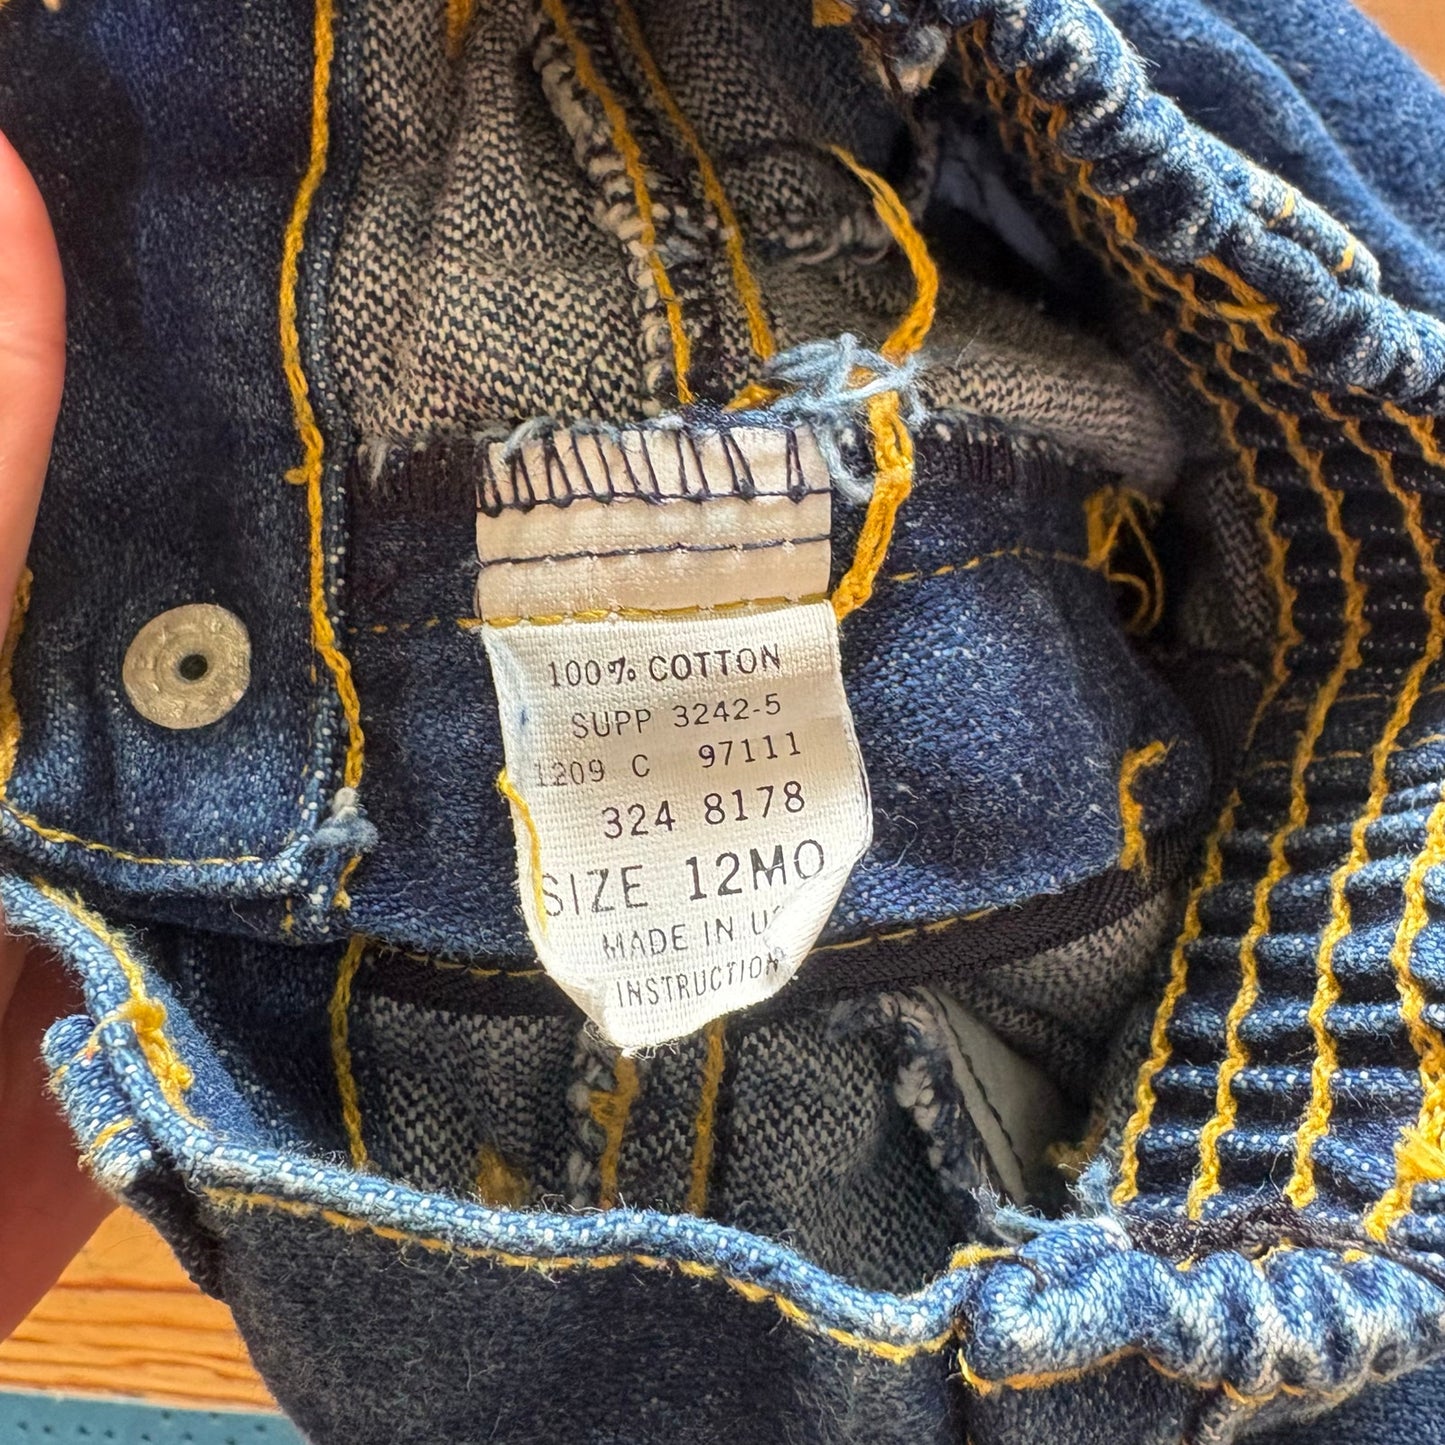 100% COTTON
SUPP 3242-5
1209 C 97111
324 8178
SIZE 12MO
MADE IN
INSTRUCTION